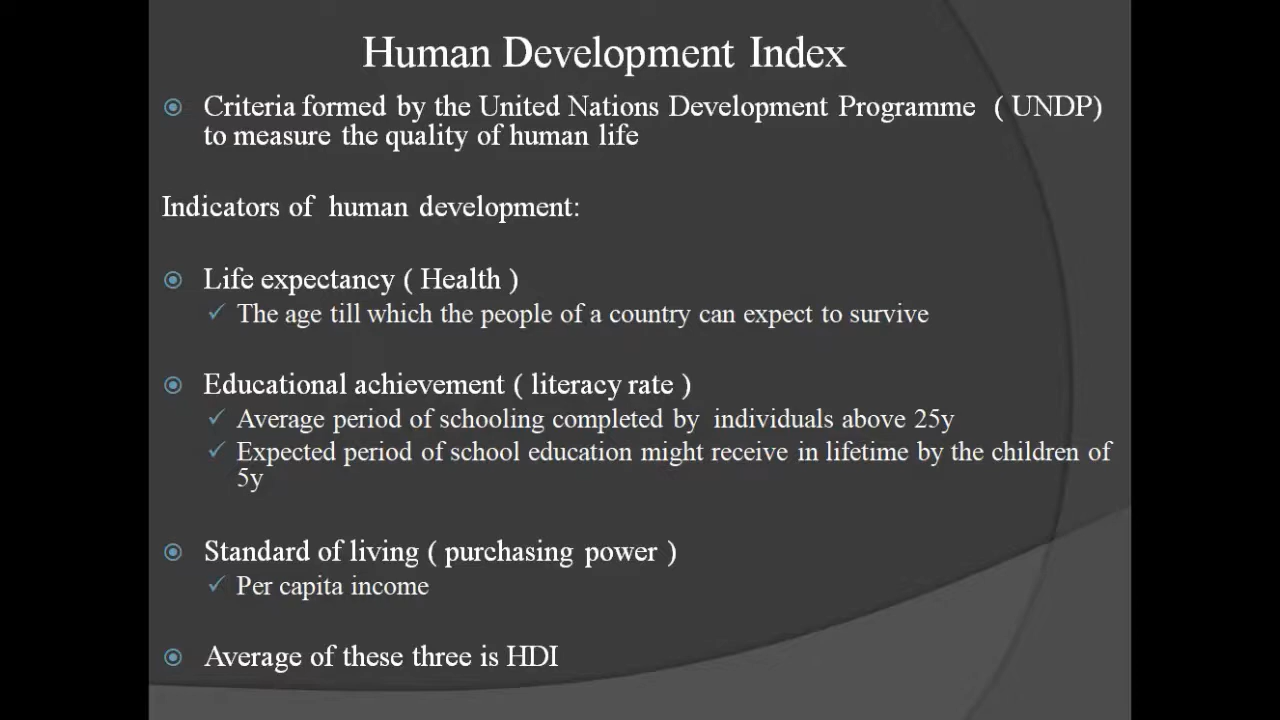 Human Development Index
Criteria formed by the United Nations Development Programme ( UNDP)
to measure the quality of human life
Indicators of human development:
Life expectancy ( Health )
The age till which the people of a country can expect to survive
Educational achievement ( literacy rate )
Average period of schooling completed by individuals above 25y
Expected period of school education might receive in lifetime by the children of
5y
Standard of living ( purchasing power )
Per capita income
Average of these three is HDI